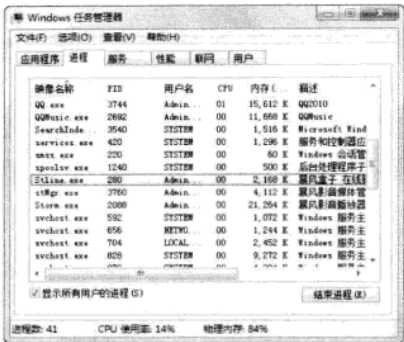 Windows 任务管理器
文件(F) 选项(O) 查看(V) 帮助(H)
应用程序 进程 服务 性能 联网 用户
映像名称 PID 用户名 CPU 内存(... 描述
QQ.exe 3744 Admin... 01 15,612 K QQ2010
QQMusic.exe 2692 Admin... 00 11,668 K QQMusic
SearchInde... 3540 SYSTEM 00 1,516 K Microsoft Wind
services.exe 420 SYSTEM 00 1,296 K 服务和控制器应
smss.exe 220 SYSTEM 00 60 K Windows 会话管
spoolsv.exe 1240 SYSTEM 00 500 K 后台处理程序子
Stline.exe 280 Admin... 00 2,168 K 暴风盒子 在线
stMgr.exe 3760 Admin... 00 4,112 K 暴风影音媒体管
Storm.exe 2088 Admin... 00 21,264 K 暴风影音播放器
svchost.exe 592 SYSTEM 00 1,072 K Windows 服务主
svchost.exe 656 NETWO... 00 1,244 K Windows 服务主
svchost.exe 704 LOCAL... 00 2,452 K Windows 服务主
svchost.exe 828 SYSTEM 00 9,272 K Windows 服务主
显示所有用户的进程(S) 结束进程(E)
进程数: 41 CPU 使用率: 14% 物理内存: 84%